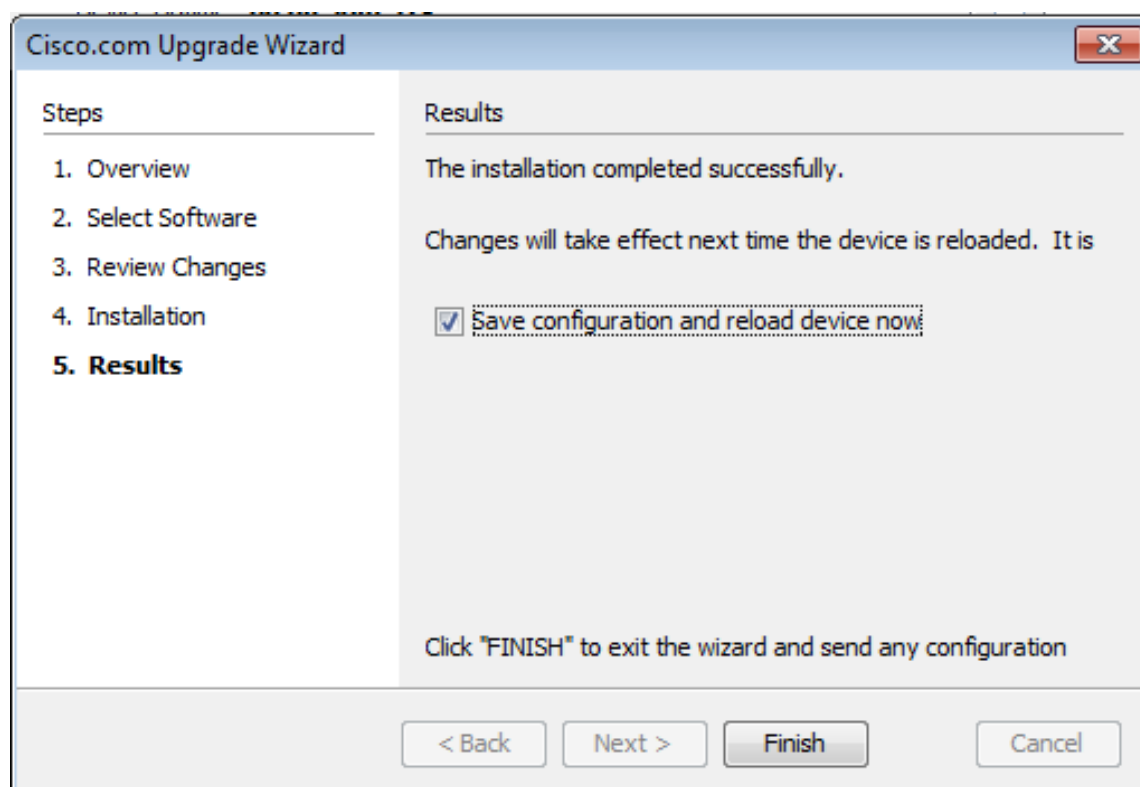 Cisco.com Upgrade Wizard
Steps
1. Overview
2. Select Software
3. Review Changes
4. Installation
5. Results
Results
The installation completed successfully.
Changes will take effect next time the device is reloaded. It is
Save configuration and reload device now
Click "FINISH" to exit the wizard and send any configuration
< Back
Next >
Finish
Cancel